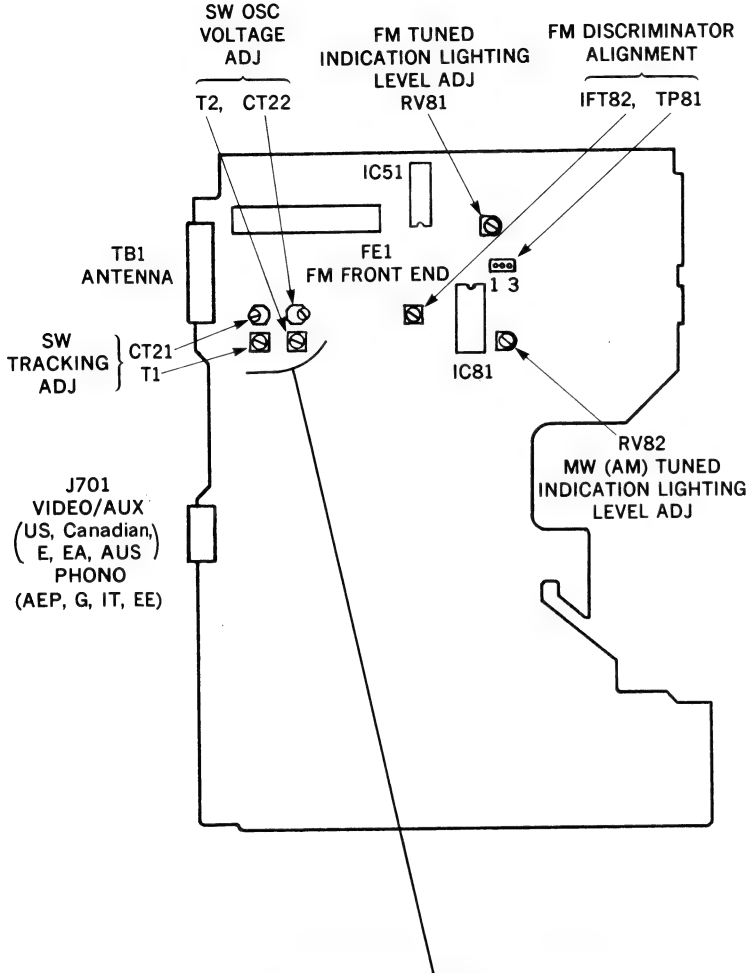 SW OSC
VOLTAGE
ADJ
T2, CT22
FM TUNED
INDICATION LIGHTING
LEVEL ADJ
RV81
FM DISCRIMINATOR
ALIGNMENT
IFT82, TP81
IC51
TB1
ANTENNA
FE1
FM FRONT END
1 3
SW
TRACKING
ADJ
CT21
T1
IC81
RV82
MW (AM) TUNED
INDICATION LIGHTING
LEVEL ADJ
J701
VIDEO/AUX
(US, Canadian,
E, EA, AUS)
PHONO
(AEP, G, IT, EE)